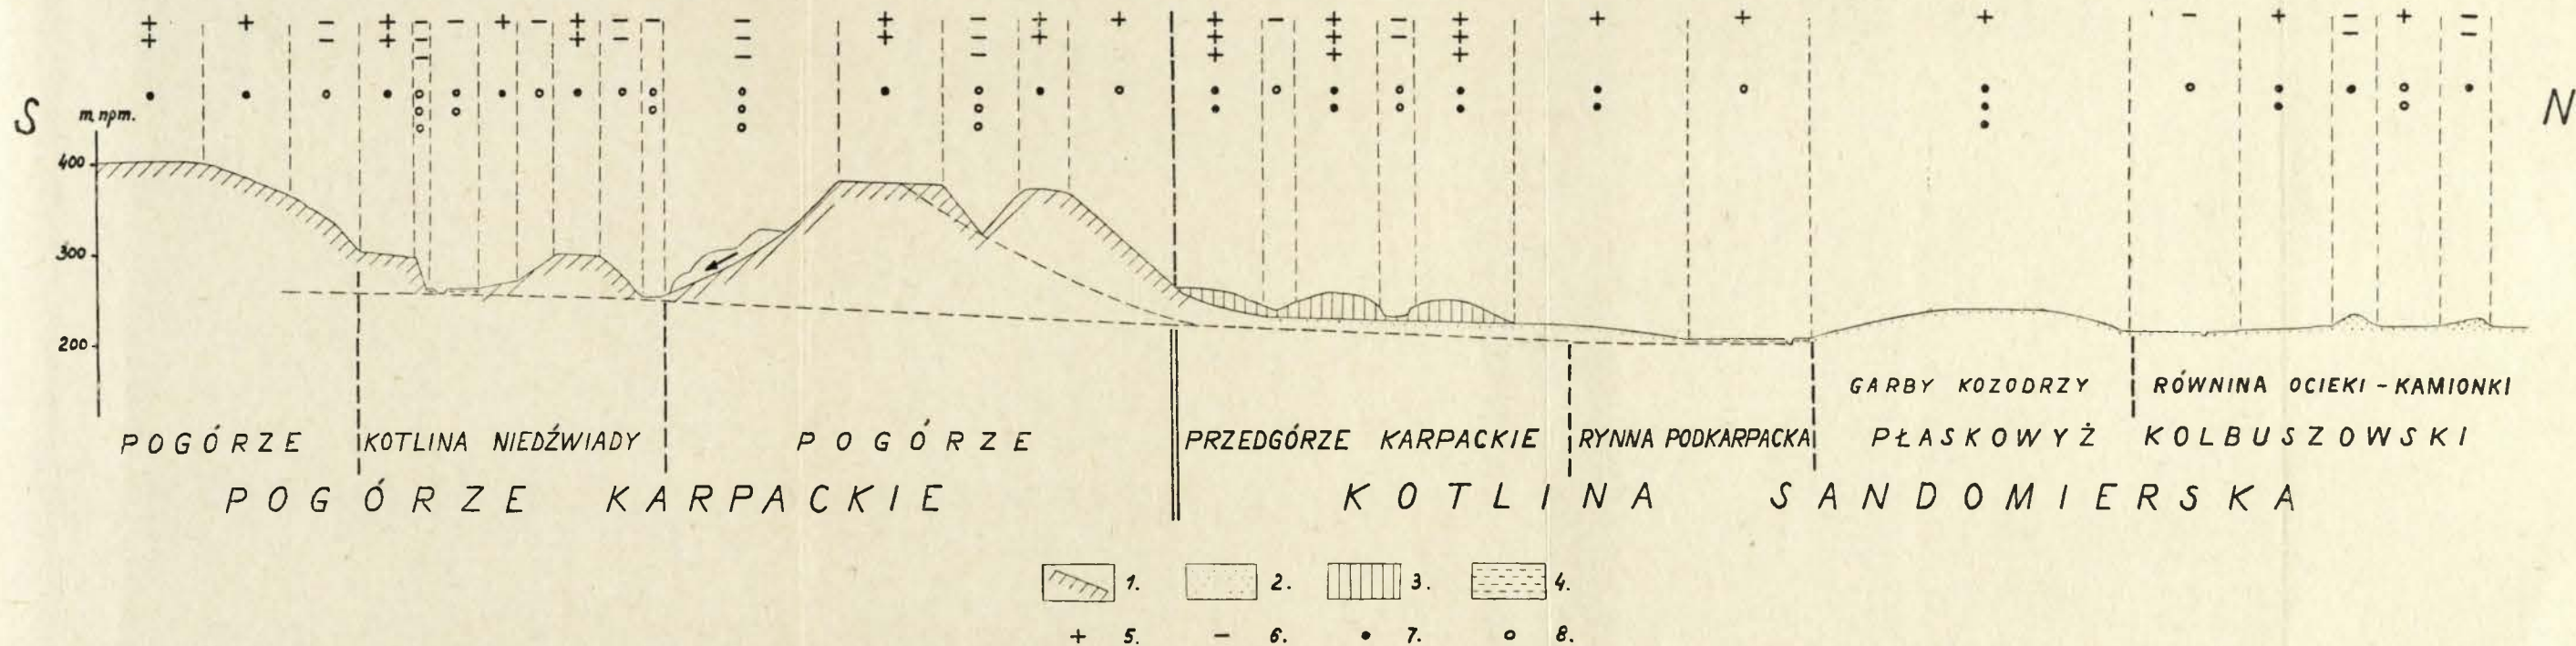 S
m. npm.
N
400
300
200
GARBY KOZODRZY
RÓWNINA OCIEKI - KAMIONKI
POGÓRZE
KOTLINA NIEDŹWIADY
POGÓRZE
PRZEDGÓRZE KARPACKIE
RYNNA PODKARPACKA
PŁASKOWYŻ KOLBUSZOWSKI
POGÓRZE KARPACKIE
KOTLINA SANDOMIERSKA
1. 2. 3. 4.
+ 5. − 6. • 7. ∘ 8.